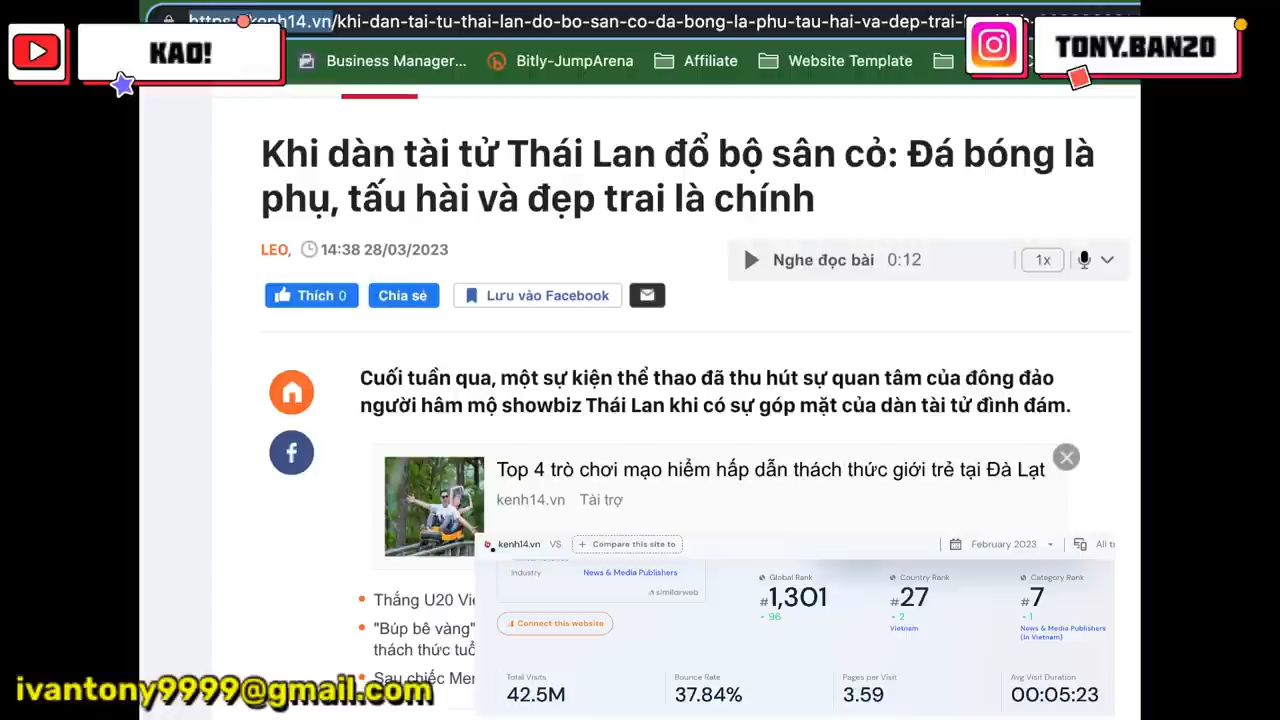 https://kenh14.vn/khi-dan-tai-tu-thai-lan-do-bo-san-co-da-bong-la-phu-tau-hai-va-dep-trai-l
KAO!
TONY.BAN20
Business Manager... Bitly-JumpArena Affiliate Website Template
Khi dàn tài tử Thái Lan đổ bộ sân cỏ: Đá bóng là
phụ, tấu hài và đẹp trai là chính
LEO, 14:38 28/03/2023
Nghe đọc bài 0:12 1x
Thích 0 Chia sẻ Lưu vào Facebook
Cuối tuần qua, một sự kiện thể thao đã thu hút sự quan tâm của đông đảo
người hâm mộ showbiz Thái Lan khi có sự góp mặt của dàn tài tử đình đám.
Top 4 trò chơi mạo hiểm hấp dẫn thách thức giới trẻ tại Đà Lạt
kenh14.vn Tài trợ
kenh14.vn VS. + Compare this site to February 2023 All
Industry News & Media Publishers
similarweb
Connect this website
Global Rank Country Rank Category Rank
#1,301 #27 #7
- 96 - 2 - 1
Vietnam News & Media Publishers
(In Vietnam)
Thắng U20 Việ
"Búp bê vàng"
thách thức tuổ
Sau chiếc Mer
Total Visits Bounce Rate Pages per Visit Avg Visit Duration
42.5M 37.84% 3.59 00:05:23
ivantony9999@gmail.com